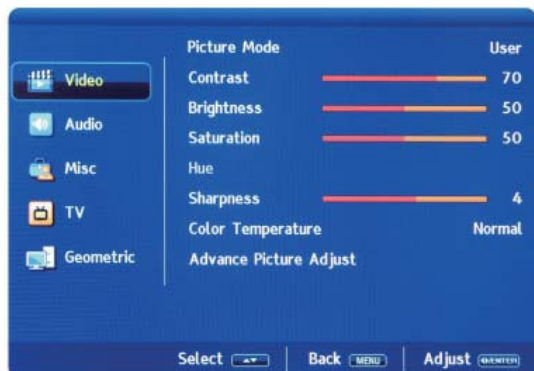 Video
Audio
Misc
TV
Geometric
Picture Mode User
Contrast 70
Brightness 50
Saturation 50
Hue
Sharpness 4
Color Temperature Normal
Advance Picture Adjust
Select Back MENU Adjust ENTER